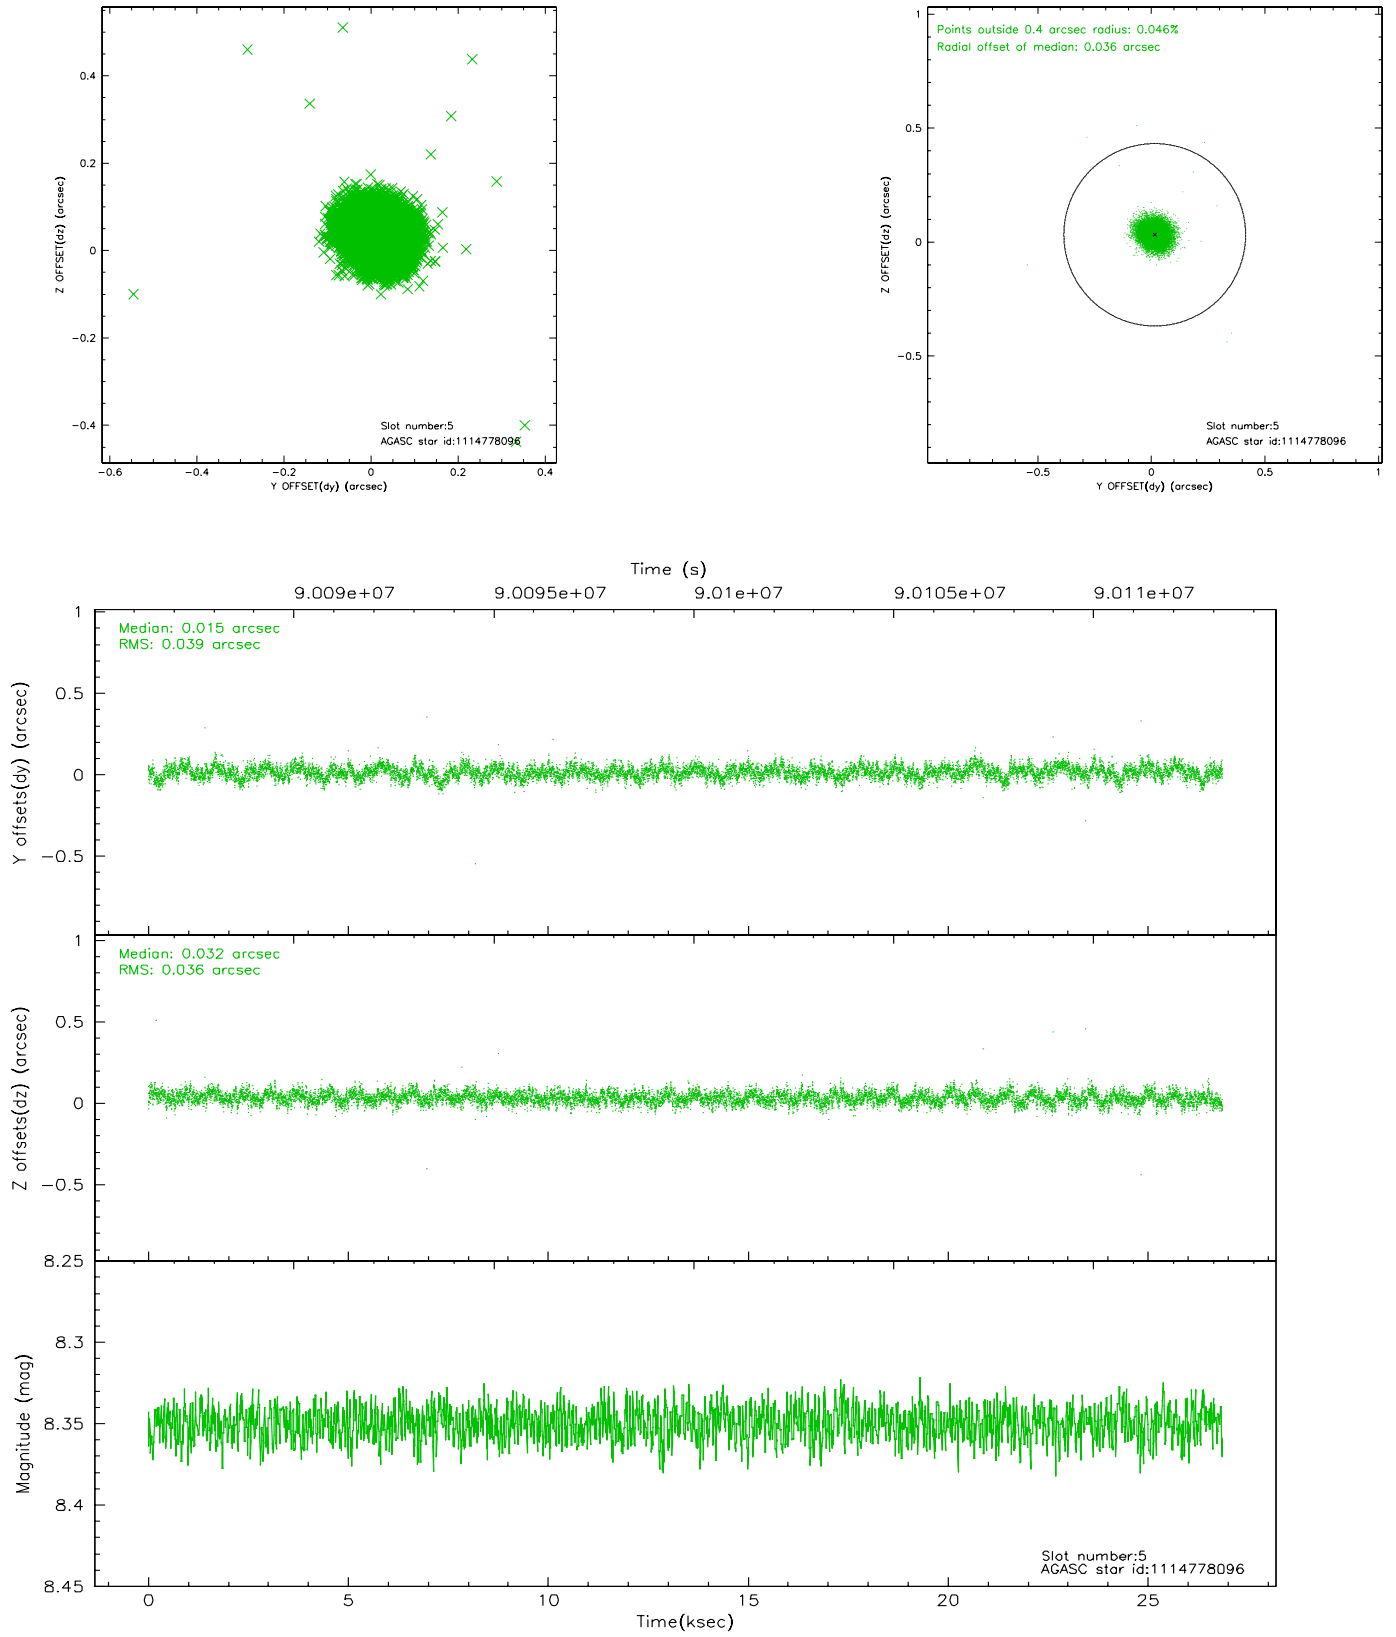 0.4
0.2
0
−0.2
−0.4
Z OFFSET(dz) (arcsec)
Slot number:5
AGASC star id:1114778096
−0.6 −0.4 −0.2 0 0.2 0.4
Y OFFSET(dy) (arcsec)
Points outside 0.4 arcsec radius: 0.046%
Radial offset of median: 0.036 arcsec
1
0.5
0
−0.5
Z OFFSET(dz) (arcsec)
Slot number:5
AGASC star id:1114778096
−0.5 0 0.5 1
Y OFFSET(dy) (arcsec)
Time (s)
9.009e+07 9.0095e+07 9.01e+07 9.0105e+07 9.011e+07
Median: 0.015 arcsec
RMS: 0.039 arcsec
1
0.5
0
−0.5
Y offsets(dy) (arcsec)
Median: 0.032 arcsec
RMS: 0.036 arcsec
1
0.5
0
−0.5
Z offsets(dz) (arcsec)
8.25
8.3
8.35
8.4
8.45
Magnitude (mag)
Slot number:5
AGASC star id:1114778096
0 5 10 15 20 25
Time(ksec)